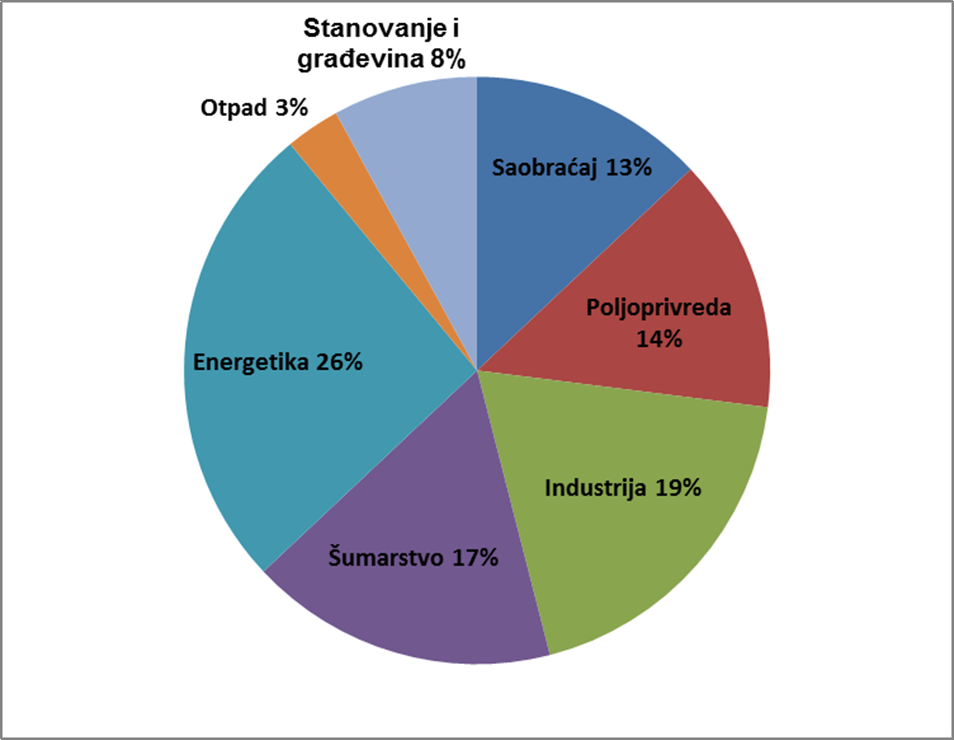 Stanovanje i
građevina 8%
Otpad 3%
Saobraćaj 13%
Poljoprivreda
14%
Energetika 26%
Industrija 19%
Šumarstvo 17%